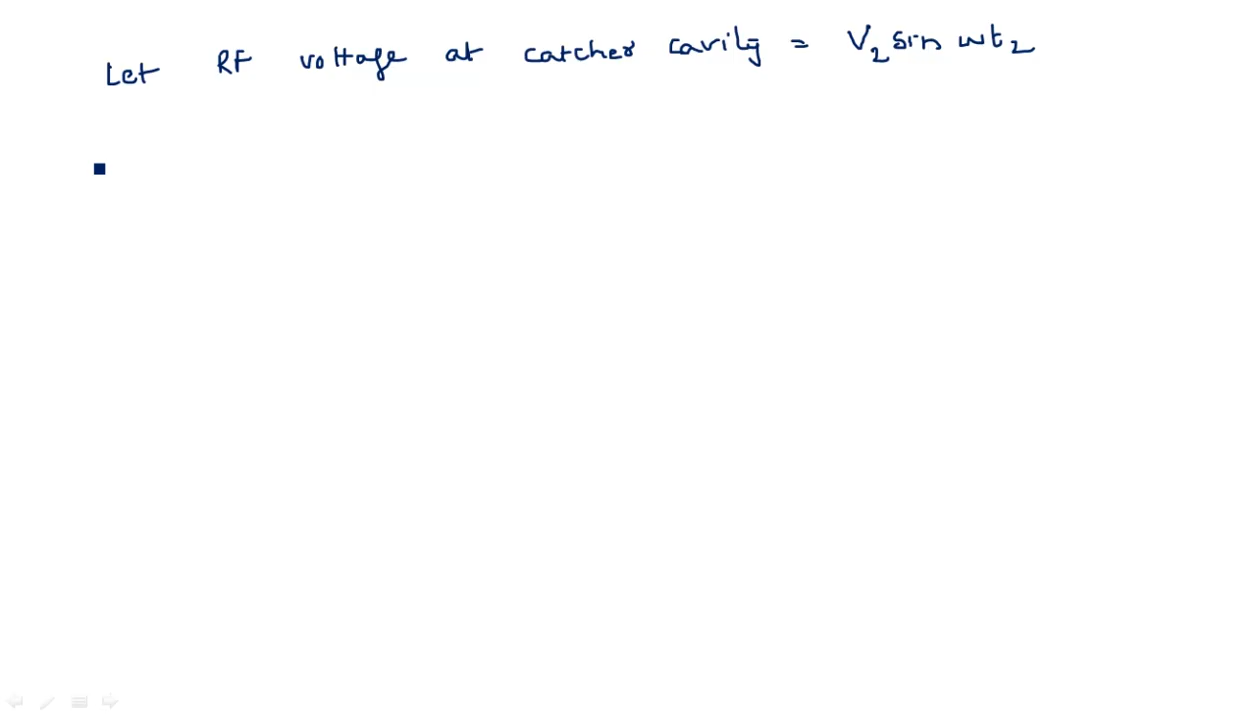 Let RF voltage at catcher cavity = V₂ sin ωt₂